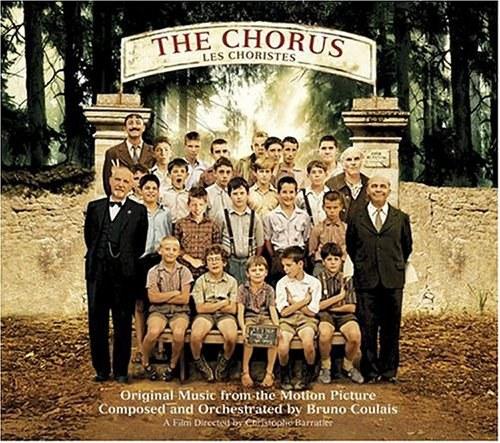 THE CHORUS
LES CHORISTES
Original Music from the Motion Picture
Composed and Orchestrated by Bruno Coulais
A Film Directed by Christophe Barratier